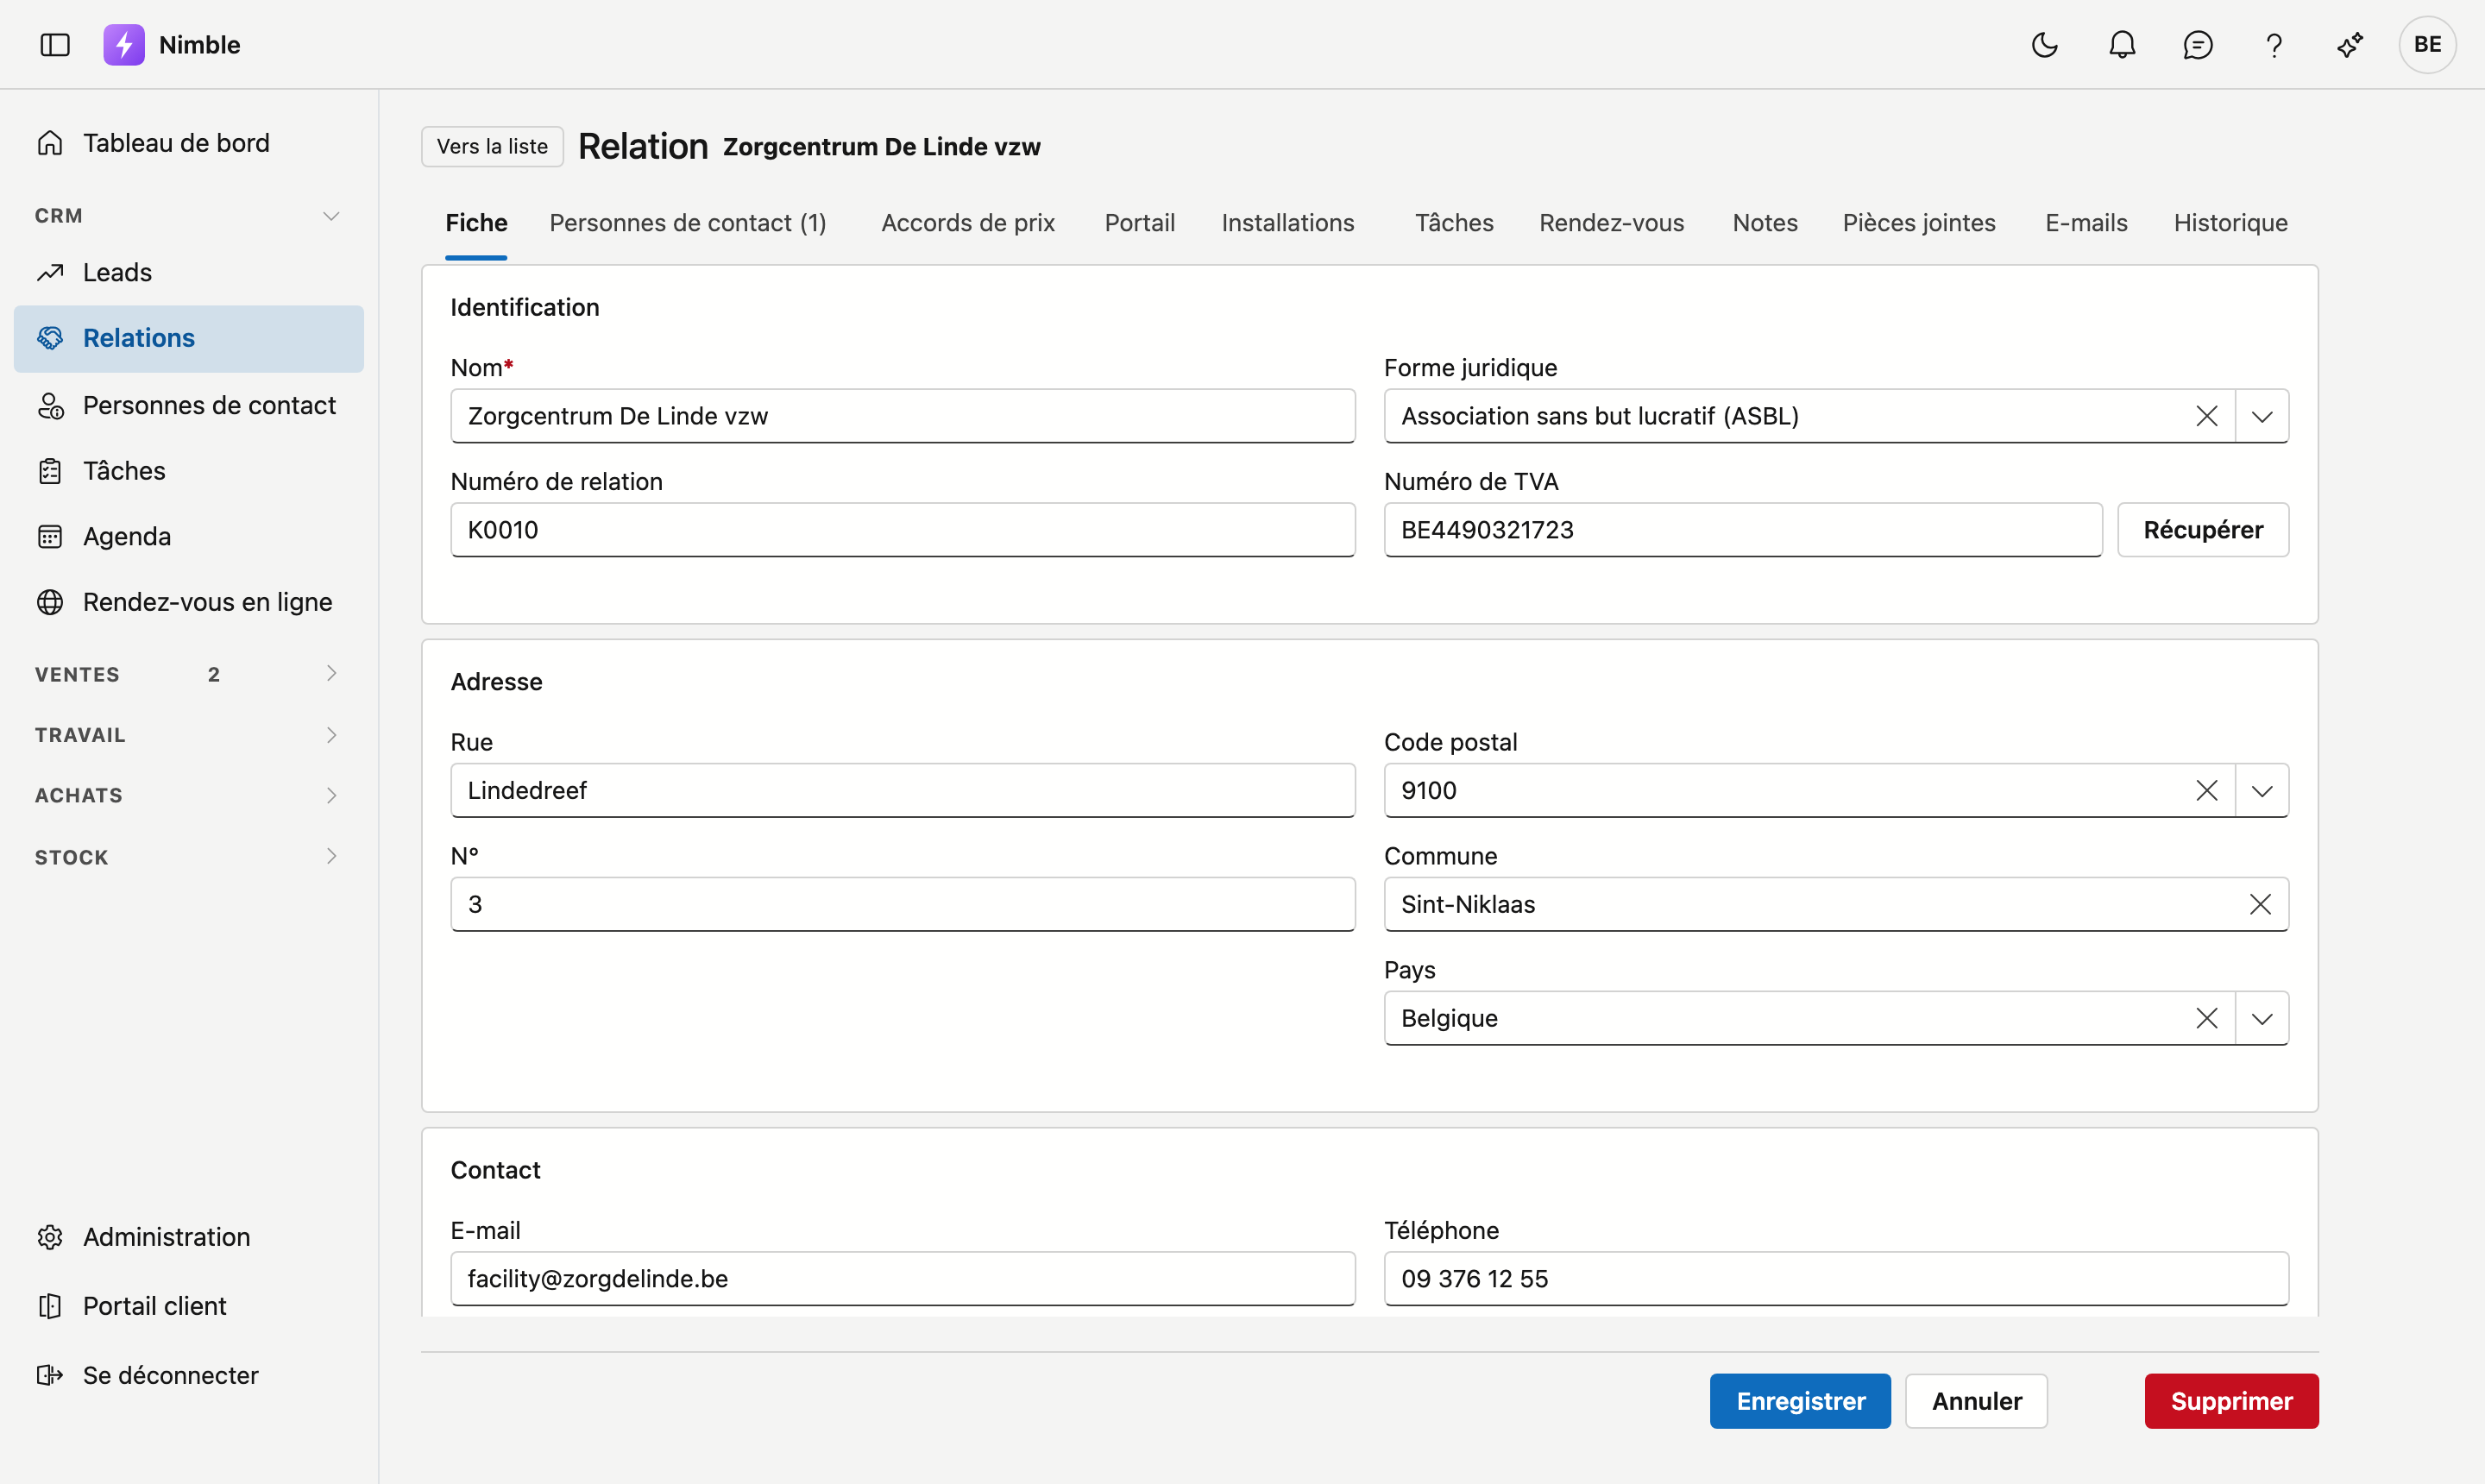 Nimble
BE
Tableau de bord
CRM
Leads
Relations
Personnes de contact
Tâches
Agenda
Rendez-vous en ligne
VENTES 2
TRAVAIL
ACHATS
STOCK
Administration
Portail client
Se déconnecter
Vers la liste Relation Zorgcentrum De Linde vzw
Fiche Personnes de contact (1) Accords de prix Portail Installations Tâches Rendez-vous Notes Pièces jointes E-mails Historique
Identification
Nom* Forme juridique
Zorgcentrum De Linde vzw Association sans but lucratif (ASBL)
Numéro de relation Numéro de TVA
K0010 BE4490321723 Récupérer
Adresse
Rue Code postal
Lindedreef 9100
N° Commune
3 Sint-Niklaas
Pays
Belgique
Contact
E-mail Téléphone
facility@zorgdelinde.be 09 376 12 55
Enregistrer Annuler Supprimer